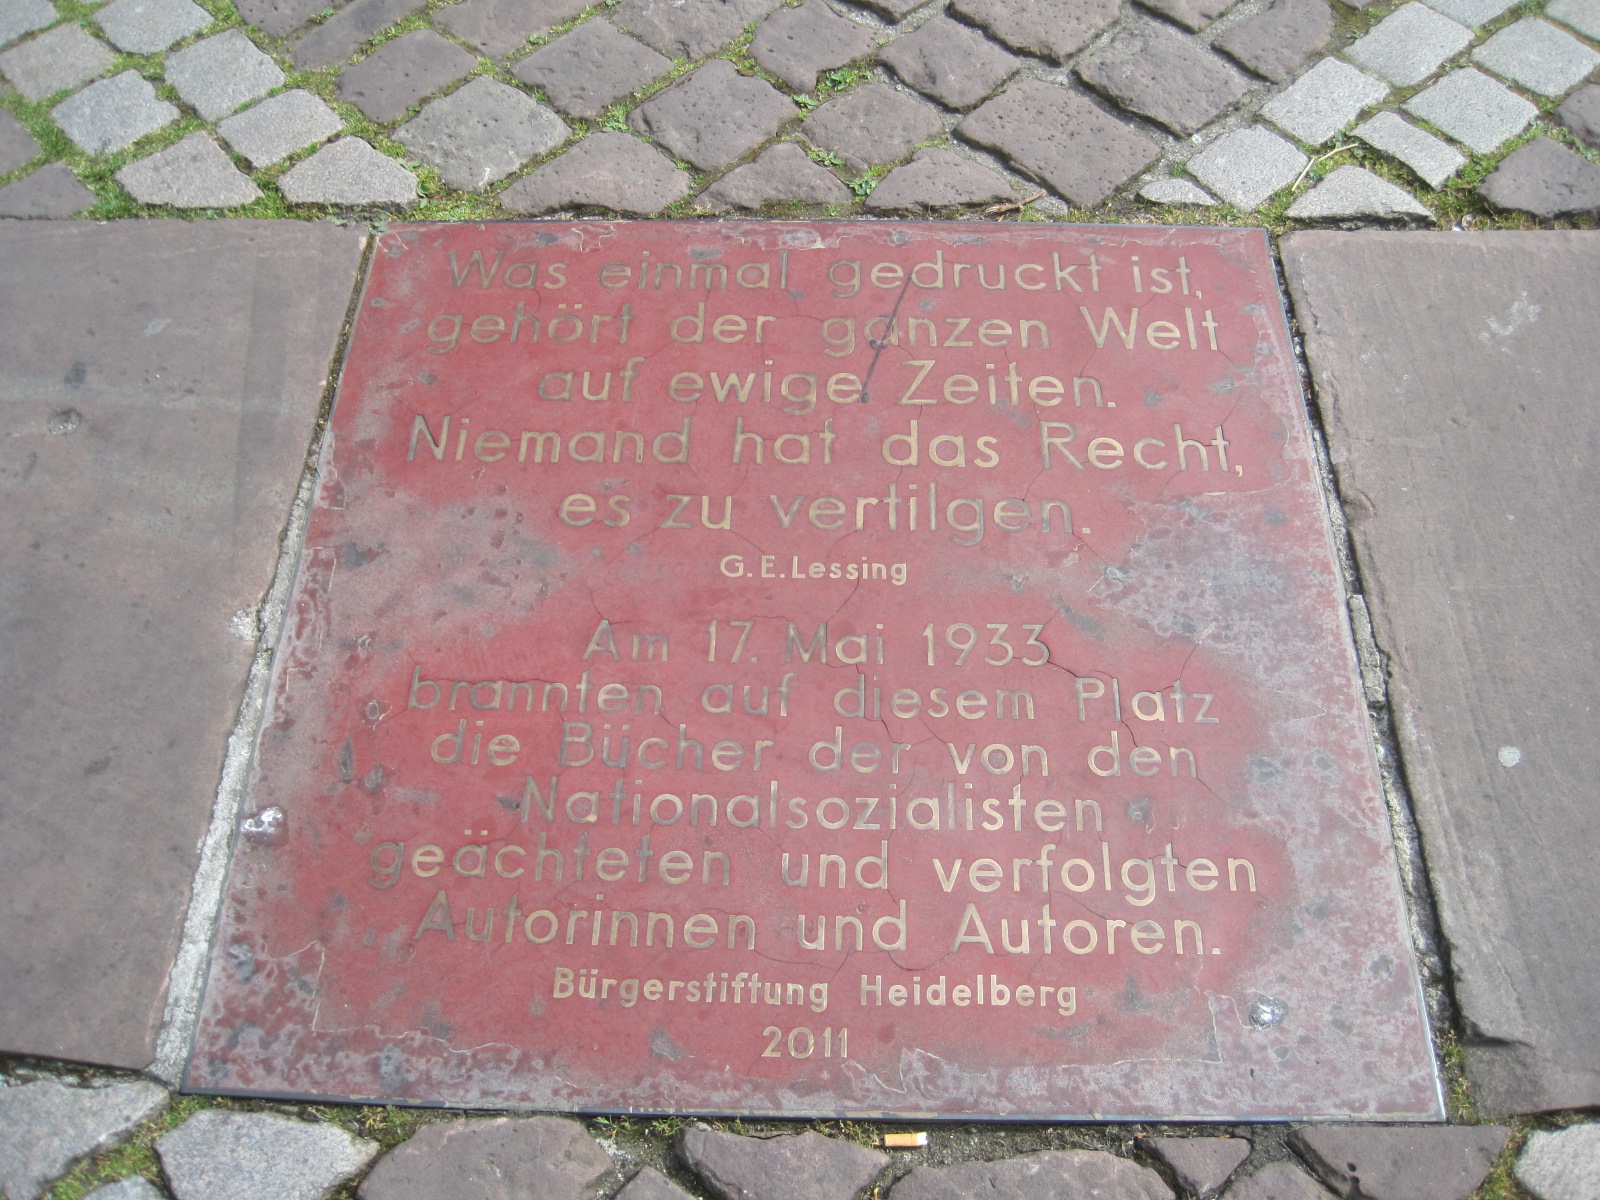 Was einmal gedruckt ist,
gehört der ganzen Welt
auf ewige Zeiten.
Niemand hat das Recht,
es zu vertilgen.
G. E. Lessing
Am 17. Mai 1933
brannten auf diesem Platz
die Bücher der von den
Nationalsozialisten
geächteten und verfolgten
Autorinnen und Autoren.
Bürgerstiftung Heidelberg
2011